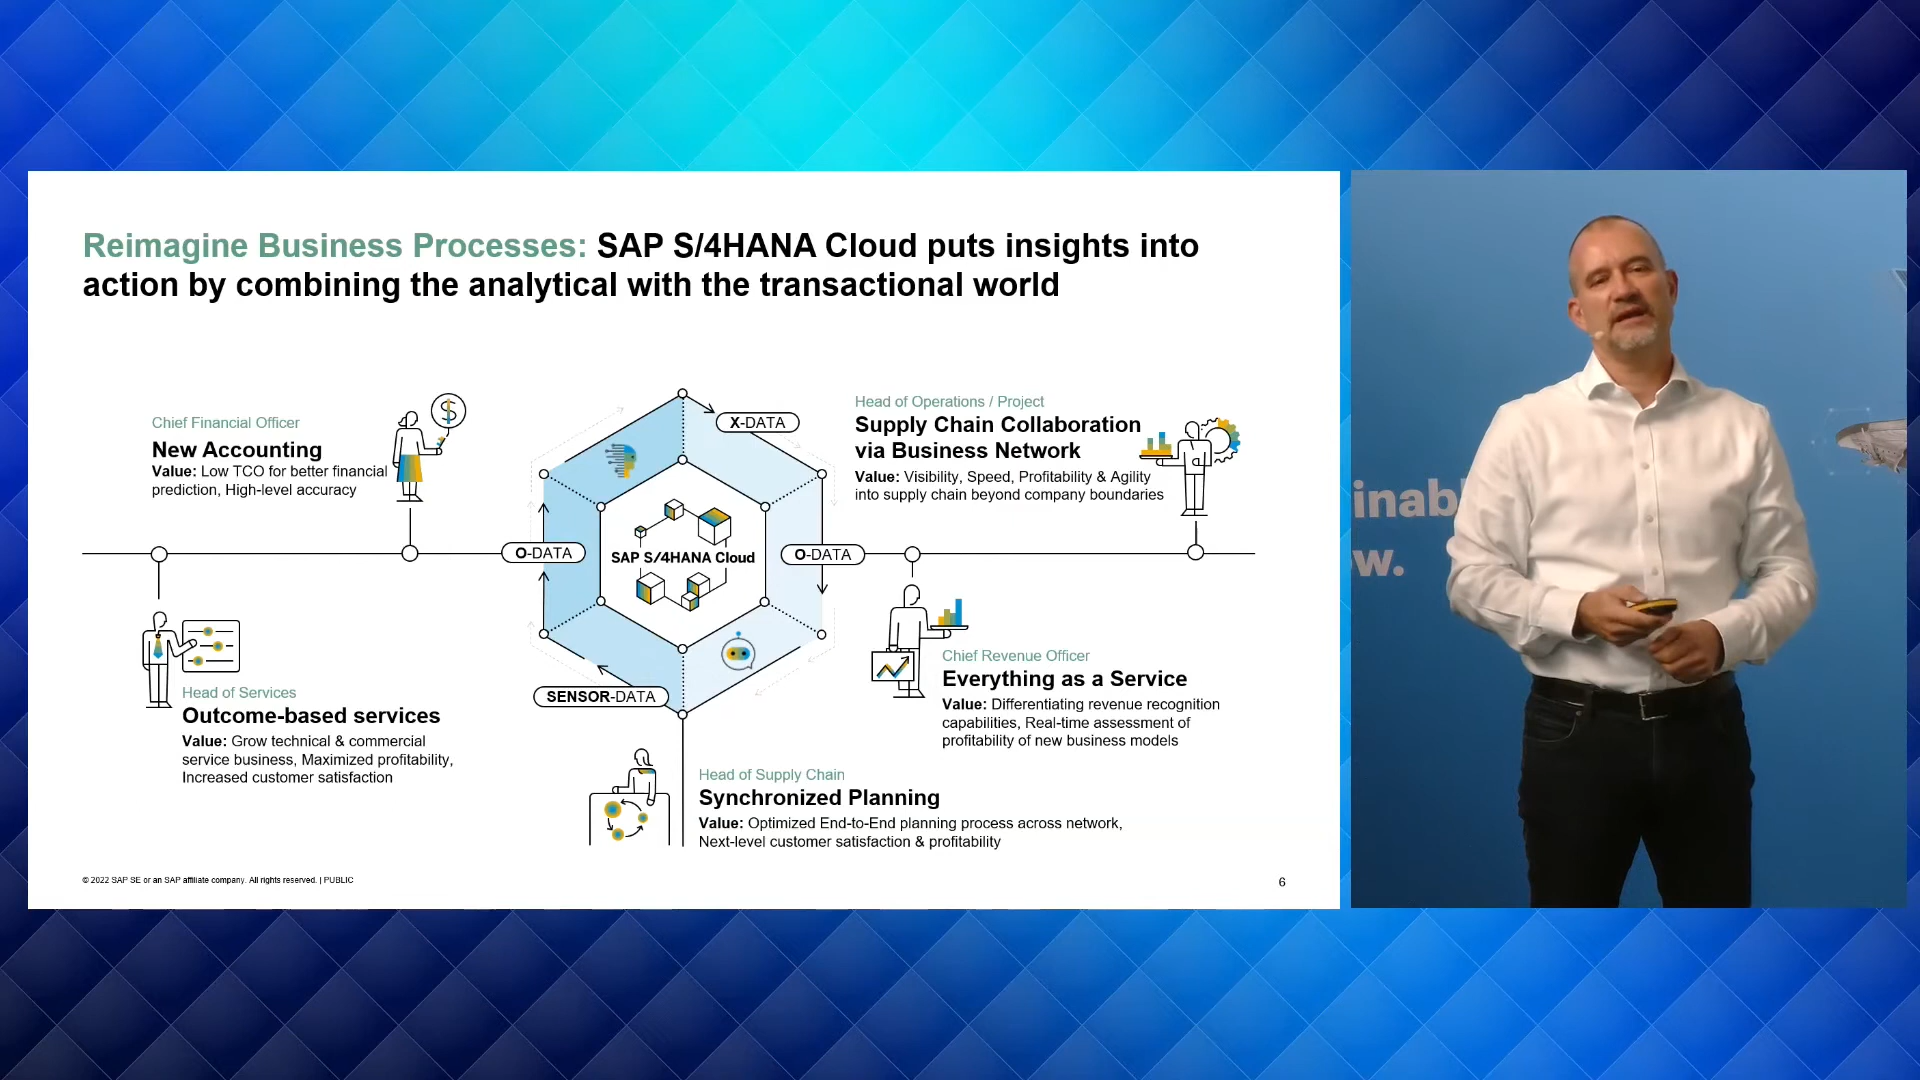 Reimagine Business Processes: SAP S/4HANA Cloud puts insights into
action by combining the analytical with the transactional world
Chief Financial Officer
New Accounting
Value: Low TCO for better financial
prediction, High-level accuracy
X-DATA
Head of Operations / Project
Supply Chain Collaboration
via Business Network
Value: Visibility, Speed, Profitability & Agility
into supply chain beyond company boundaries
O-DATA
SAP S/4HANA Cloud
O-DATA
Head of Services
Outcome-based services
Value: Grow technical & commercial
service business, Maximized profitability,
Increased customer satisfaction
SENSOR-DATA
Chief Revenue Officer
Everything as a Service
Value: Differentiating revenue recognition
capabilities, Real-time assessment of
profitability of new business models
Head of Supply Chain
Synchronized Planning
Value: Optimized End-to-End planning process across network,
Next-level customer satisfaction & profitability
© 2022 SAP SE or an SAP affiliate company. All rights reserved. | PUBLIC
6